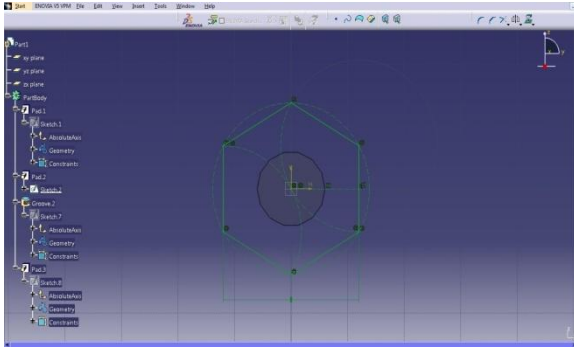 Start ENOVIA V5 VPM File Edit View Insert Tools Window Help
Part1
xy plane
yz plane
zx plane
PartBody
Pad.1
Sketch.1
AbsoluteAxis
Geometry
Constraints
Pad.2
Sketch.2
Groove.2
Sketch.7
AbsoluteAxis
Geometry
Constraints
Pad.3
Sketch.8
AbsoluteAxis
Geometry
Constraints